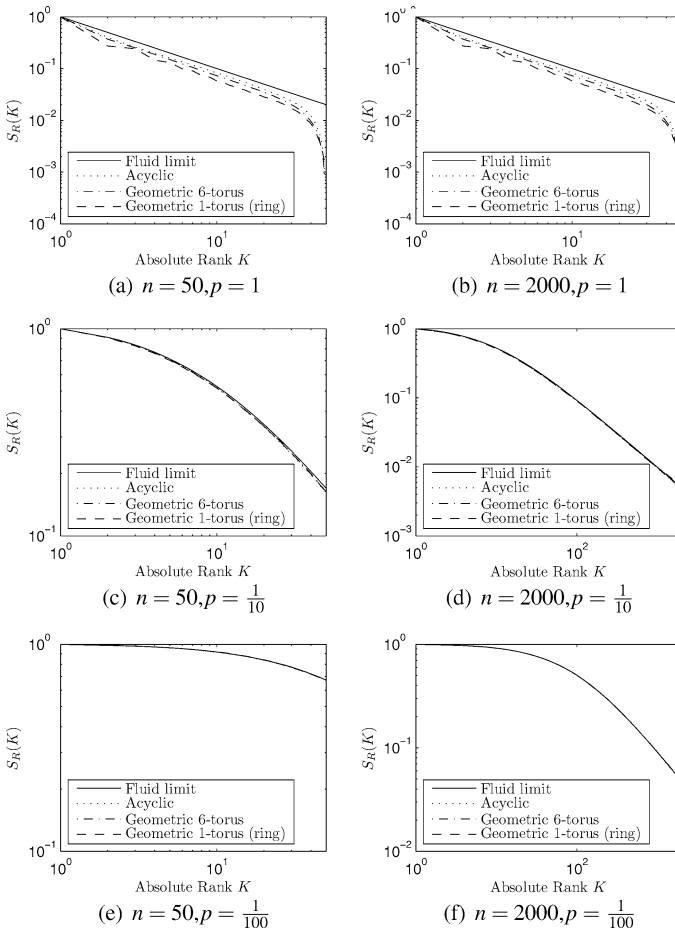 10^0
10^-1
10^-2
10^-3
10^-4
S_R(K)
Fluid limit
Acyclic
Geometric 6-torus
Geometric 1-torus (ring)
10^0 10^1
Absolute Rank K
(a) n = 50,p = 1
10^0
10^-1
10^-2
10^-3
10^-4
S_R(K)
Fluid limit
Acyclic
Geometric 6-torus
Geometric 1-torus (ring)
10^0 10^1
Absolute Rank K
(b) n = 2000,p = 1
10^0
10^-1
S_R(K)
Fluid limit
Acyclic
Geometric 6-torus
Geometric 1-torus (ring)
10^0 10^1
Absolute Rank K
(c) n = 50,p = 1/10
10^0
10^-1
10^-2
10^-3
S_R(K)
Fluid limit
Acyclic
Geometric 6-torus
Geometric 1-torus (ring)
10^0 10^2
Absolute Rank K
(d) n = 2000,p = 1/10
10^0
10^-1
S_R(K)
Fluid limit
Acyclic
Geometric 6-torus
Geometric 1-torus (ring)
10^0 10^1
Absolute Rank K
(e) n = 50,p = 1/100
10^0
10^-1
10^-2
S_R(K)
Fluid limit
Acyclic
Geometric 6-torus
Geometric 1-torus (ring)
10^0 10^2
Absolute Rank K
(f) n = 2000,p = 1/100